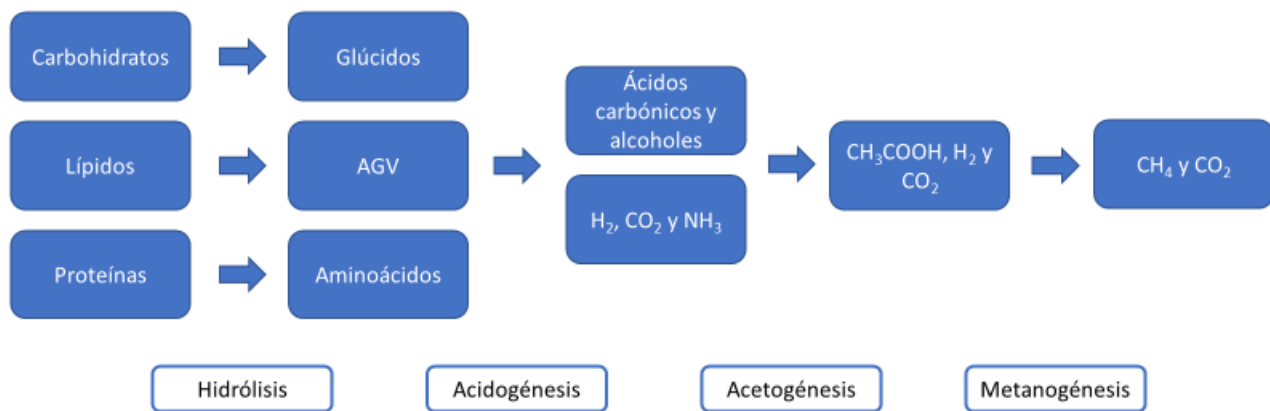 Carbohidratos
Glúcidos
Lípidos
AGV
Proteínas
Aminoácidos
Ácidos
carbónicos y
alcoholes
H₂, CO₂ y NH₃
CH₃COOH, H₂ y
CO₂
CH₄ y CO₂
Hidrólisis
Acidogénesis
Acetogénesis
Metanogénesis